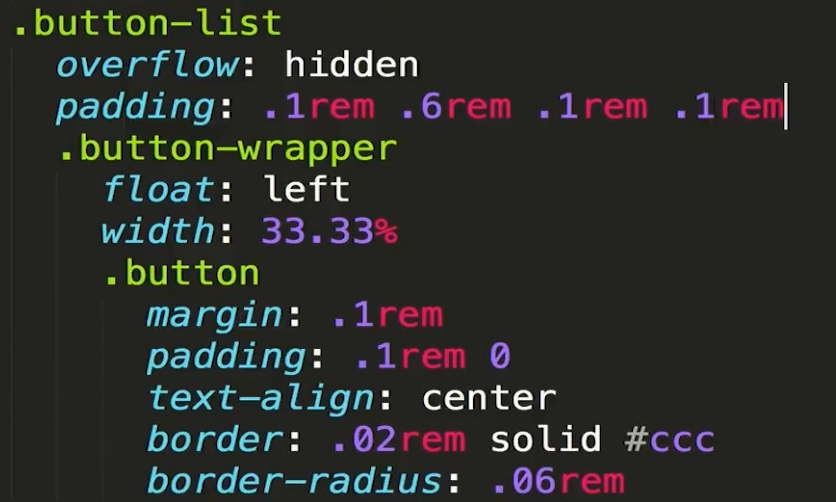 .button-list
overflow: hidden
padding: .1rem .6rem .1rem .1rem
.button-wrapper
float: left
width: 33.33%
.button
margin: .1rem
padding: .1rem 0
text-align: center
border: .02rem solid #ccc
border-radius: .06rem